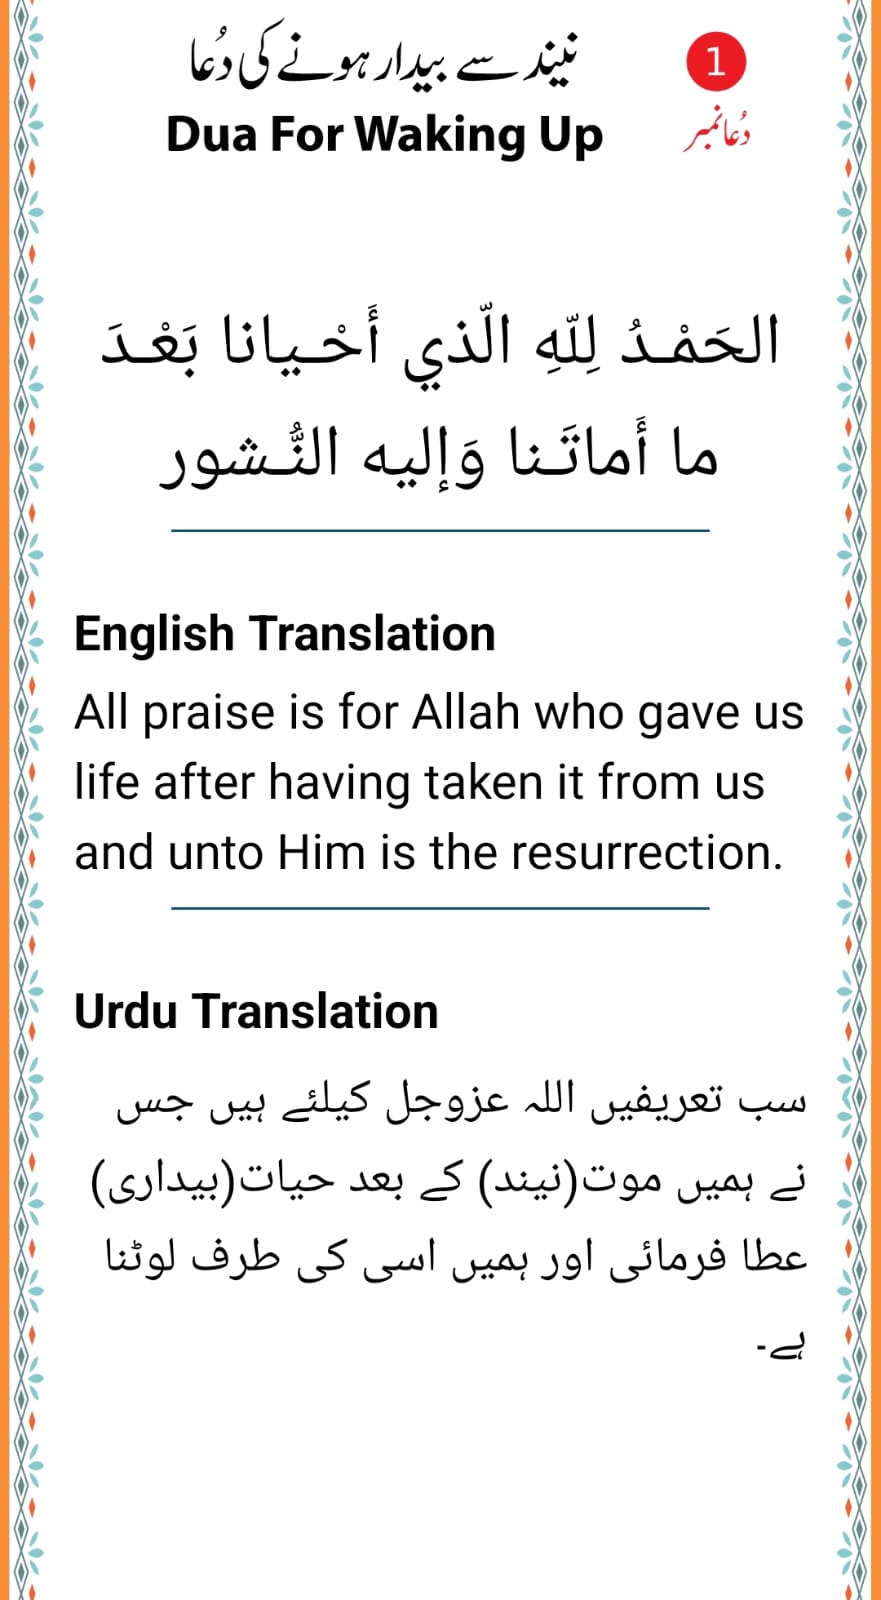 نیند سے بیدار ہونے کی دُعا
1
Dua For Waking Up
دُعا نمبر
الحَمْـدُ لِلّهِ الّذي أَحْـيانا بَعْـدَ
ما أَماتَـنا وَإليه النُّـشور
English Translation
All praise is for Allah who gave us
life after having taken it from us
and unto Him is the resurrection.
Urdu Translation
سب تعریفیں اللہ عزوجل کیلئے ہیں جس
نے ہمیں موت(نیند) کے بعد حیات(بیداری)
عطا فرمائی اور ہمیں اسی کی طرف لوٹنا
ہے۔